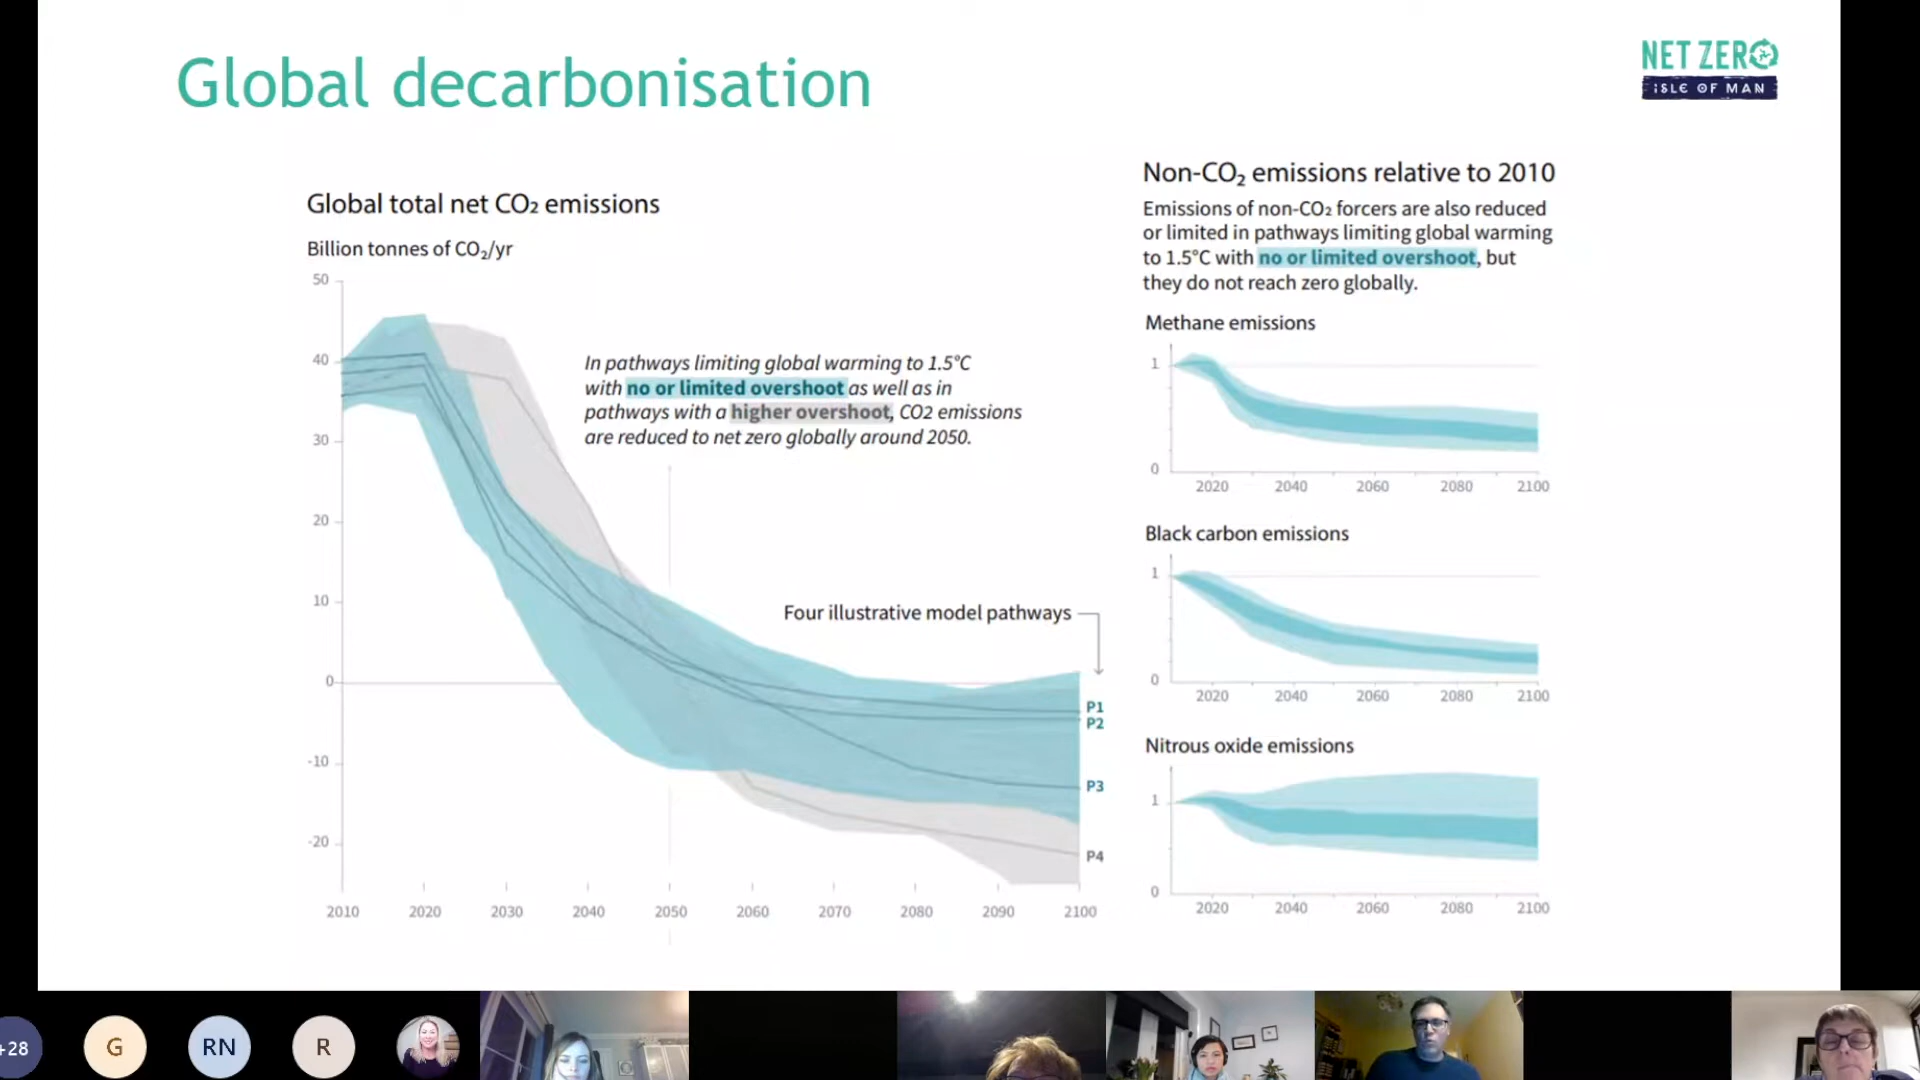 Global decarbonisation
NET ZERO
ISLE OF MAN
Global total net CO₂ emissions
Billion tonnes of CO₂/yr
50
40
30
20
10
0
-10
-20
2010 2020 2030 2040 2050 2060 2070 2080 2090 2100
In pathways limiting global warming to 1.5°C
with no or limited overshoot as well as in
pathways with a higher overshoot, CO2 emissions
are reduced to net zero globally around 2050.
Four illustrative model pathways
P1
P2
P3
P4
Non-CO₂ emissions relative to 2010
Emissions of non-CO₂ forcers are also reduced
or limited in pathways limiting global warming
to 1.5°C with no or limited overshoot, but
they do not reach zero globally.
Methane emissions
1
0
2020 2040 2060 2080 2100
Black carbon emissions
1
0
2020 2040 2060 2080 2100
Nitrous oxide emissions
1
0
2020 2040 2060 2080 2100
+28
G
RN
R